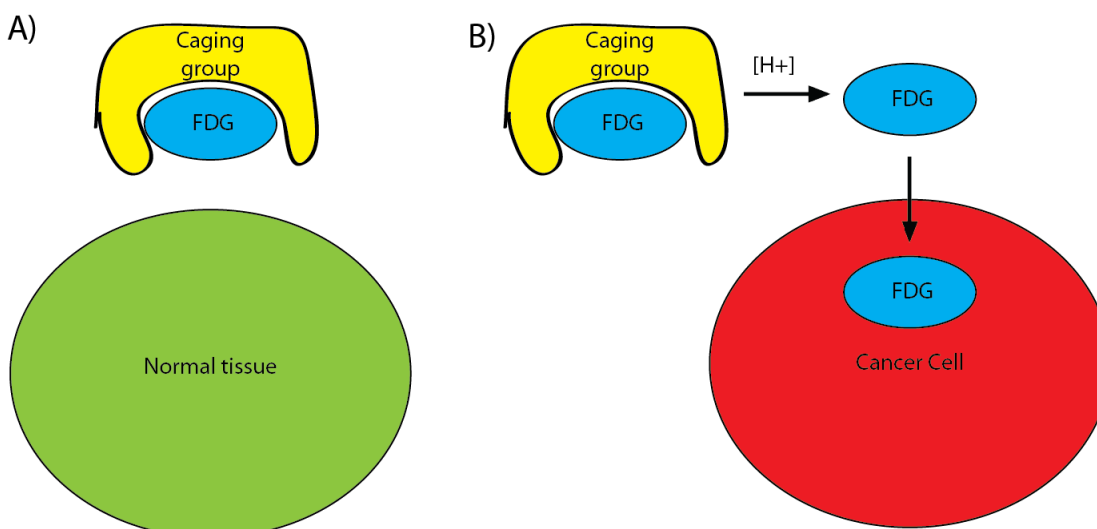 A)
Caging
group
FDG
Normal tissue
B)
Caging
group
FDG
[H+]
FDG
FDG
Cancer Cell